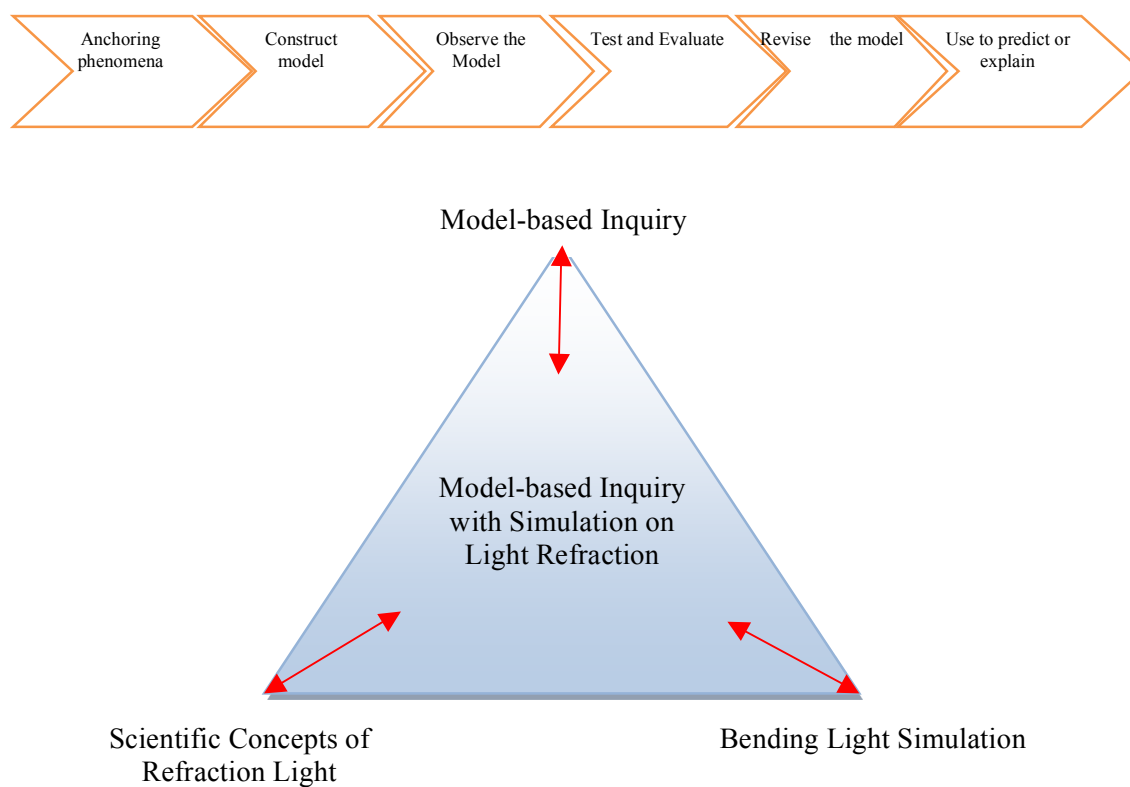 Anchoring
phenomena
Construct
model
Observe the
Model
Test and Evaluate
Revise the model
Use to predict or
explain
Model-based Inquiry
Model-based Inquiry
with Simulation on
Light Refraction
Scientific Concepts of
Refraction Light
Bending Light Simulation